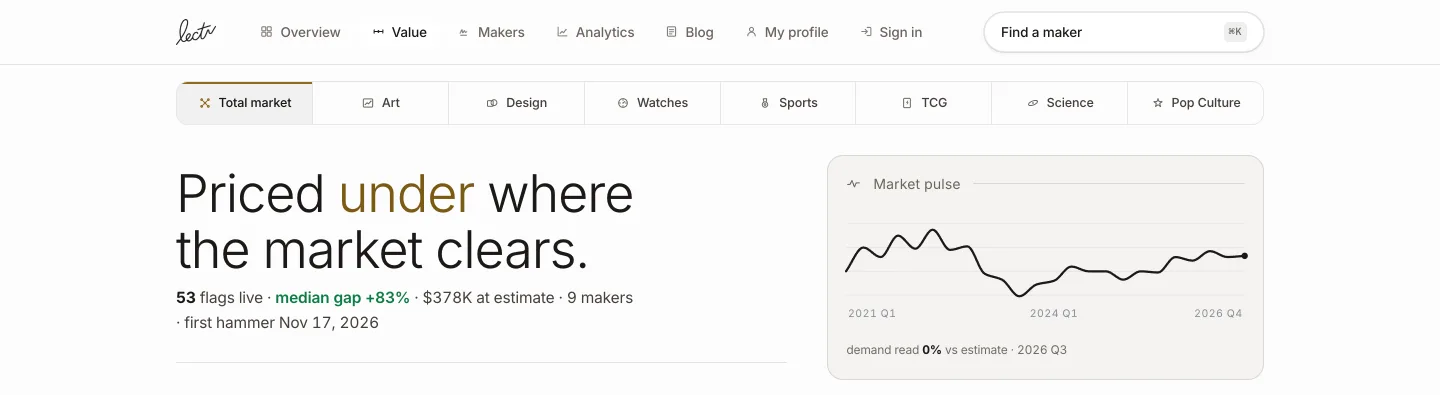 lectr
Overview
Value
Makers
Analytics
Blog
My profile
Sign in
Find a maker
⌘K
Total market
Art
Design
Watches
Sports
TCG
Science
Pop Culture
Priced under where
the market clears.
53 flags live · median gap +83% · $378K at estimate · 9 makers
· first hammer Nov 17, 2026
Market pulse
2021 Q1
2024 Q1
2026 Q4
demand read 0% vs estimate · 2026 Q3